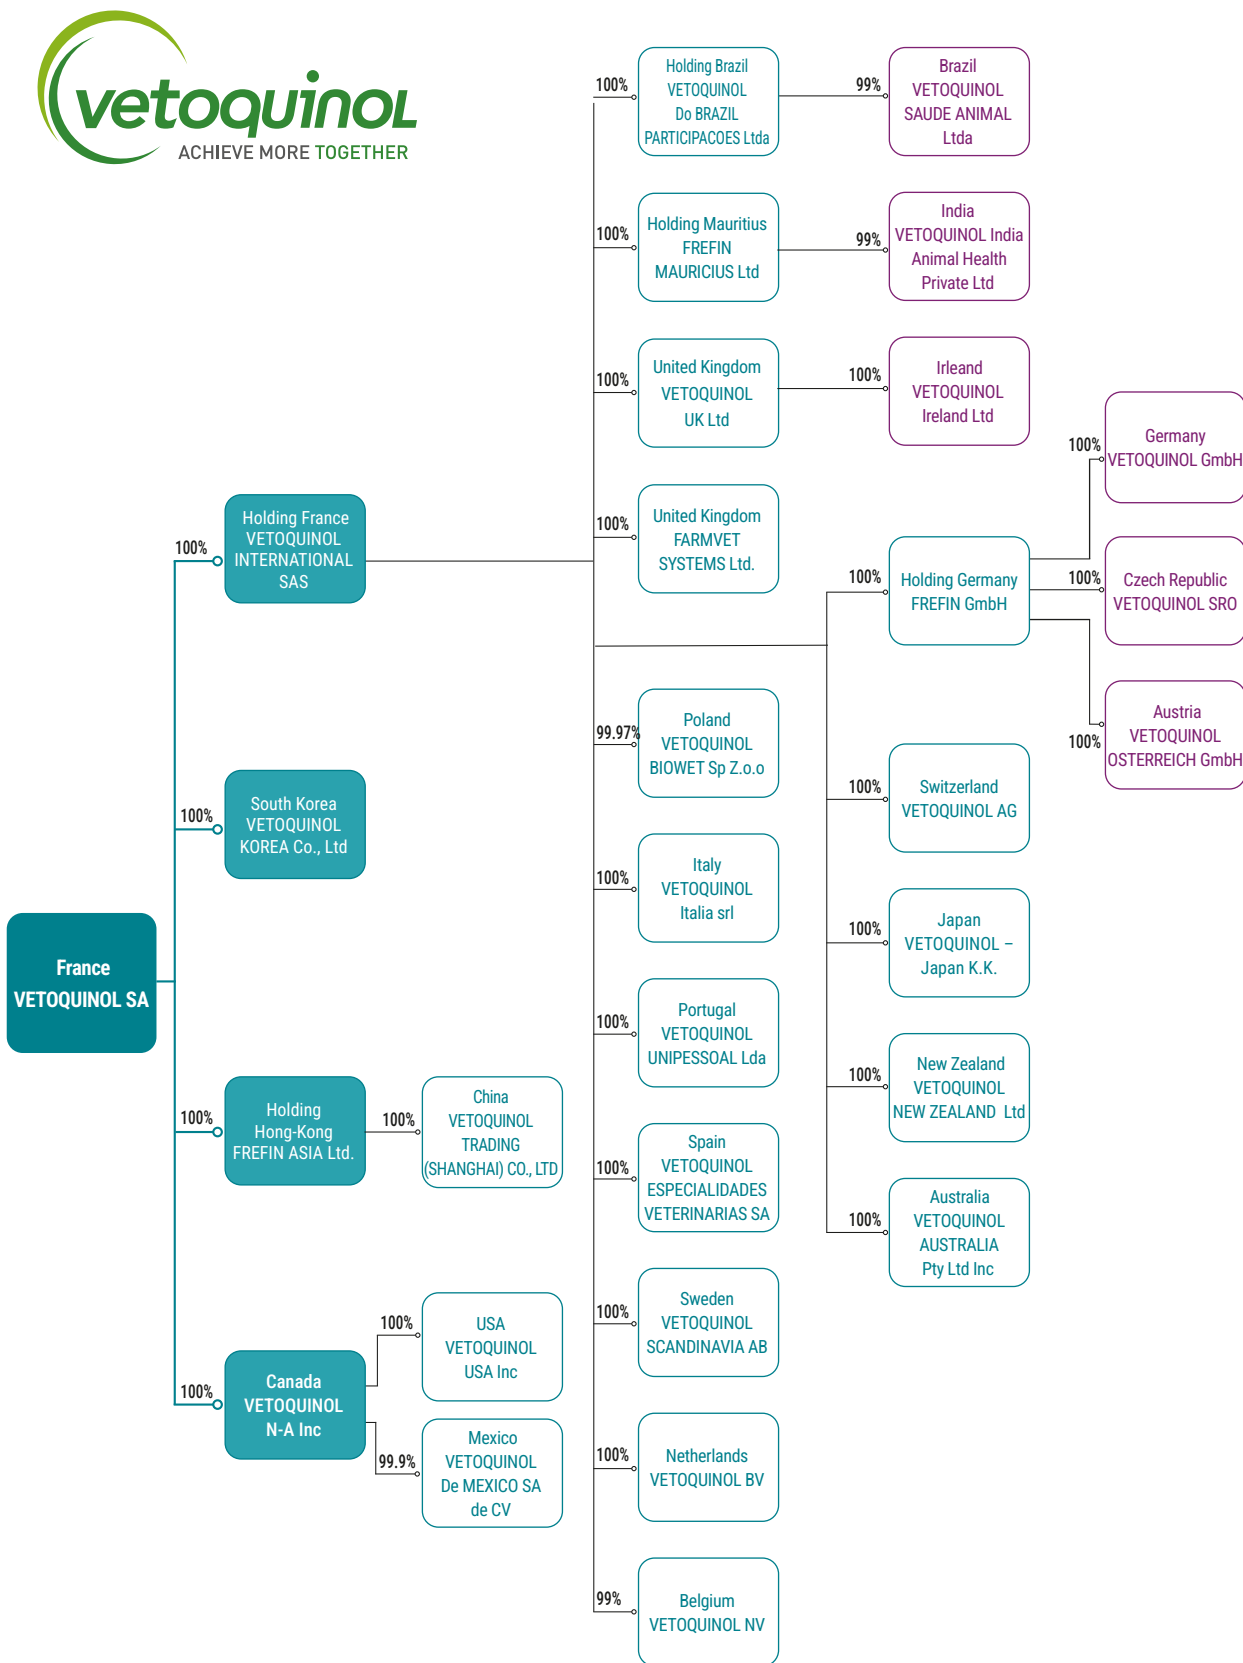 vetoquinol
ACHIEVE MORE TOGETHER
France
VETOQUINOL SA
100%
Holding France
VETOQUINOL
INTERNATIONAL
SAS
100%
South Korea
VETOQUINOL
KOREA Co., Ltd
100%
Holding
Hong-Kong
FREFIN ASIA Ltd.
100%
China
VETOQUINOL
TRADING
(SHANGHAI) CO., LTD
100%
Canada
VETOQUINOL
N-A Inc
100%
USA
VETOQUINOL
USA Inc
99.9%
Mexico
VETOQUINOL
De MEXICO SA
de CV
100%
Holding Brazil
VETOQUINOL
Do BRAZIL
PARTICIPACOES Ltda
99%
Brazil
VETOQUINOL
SAUDE ANIMAL
Ltda
100%
Holding Mauritius
FREFIN
MAURICIUS Ltd
99%
India
VETOQUINOL India
Animal Health
Private Ltd
100%
United Kingdom
VETOQUINOL
UK Ltd
100%
Irleand
VETOQUINOL
Ireland Ltd
100%
United Kingdom
FARMVET
SYSTEMS Ltd.
100%
Holding Germany
FREFIN GmbH
100%
Germany
VETOQUINOL GmbH
100%
Czech Republic
VETOQUINOL SRO
100%
Austria
VETOQUINOL
OSTERREICH GmbH
99.97%
Poland
VETOQUINOL
BIOWET Sp Z.o.o
100%
Switzerland
VETOQUINOL AG
100%
Italy
VETOQUINOL
Italia srl
100%
Japan
VETOQUINOL –
Japan K.K.
100%
Portugal
VETOQUINOL
UNIPESSOAL Lda
100%
New Zealand
VETOQUINOL
NEW ZEALAND Ltd
100%
Spain
VETOQUINOL
ESPECIALIDADES
VETERINARIAS SA
100%
Australia
VETOQUINOL
AUSTRALIA
Pty Ltd Inc
100%
Sweden
VETOQUINOL
SCANDINAVIA AB
100%
Netherlands
VETOQUINOL BV
99%
Belgium
VETOQUINOL NV